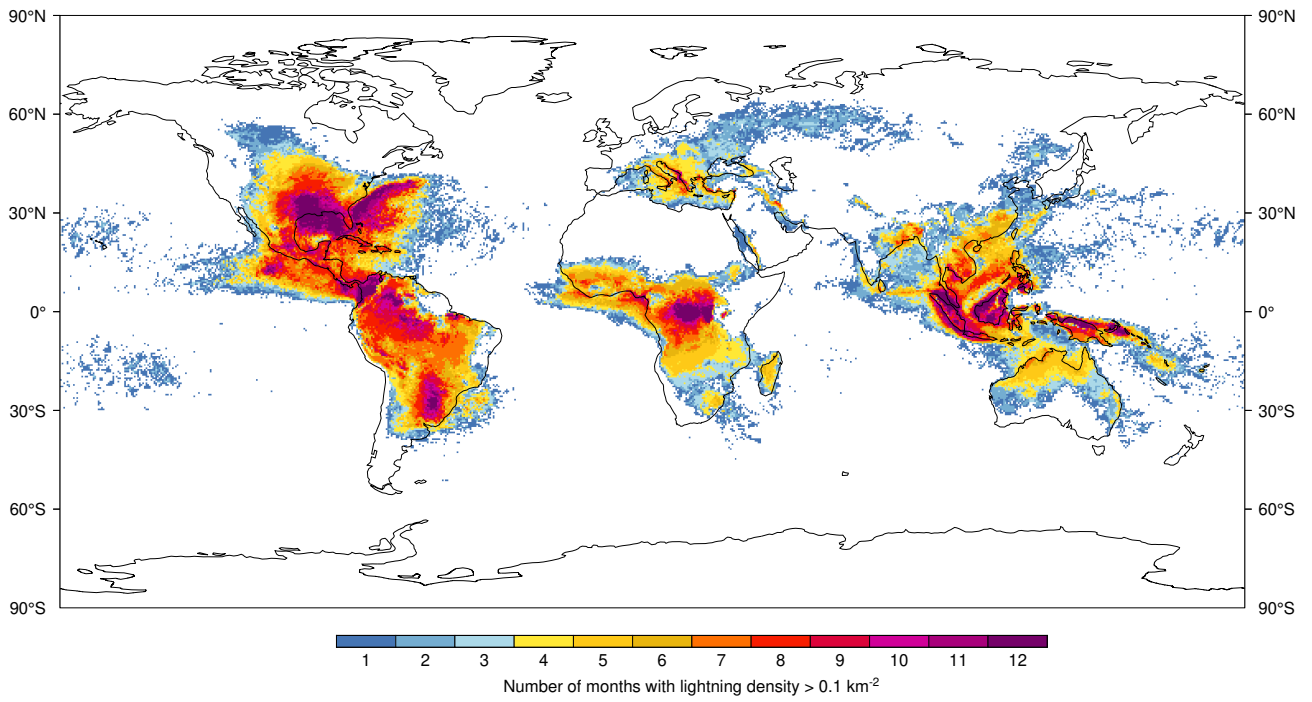 90°N 90°N
60°N 60°N
30°N 30°N
0° 0°
30°S 30°S
60°S 60°S
90°S 90°S
1 2 3 4 5 6 7 8 9 10 11 12
Number of months with lightning density > 0.1 km⁻²